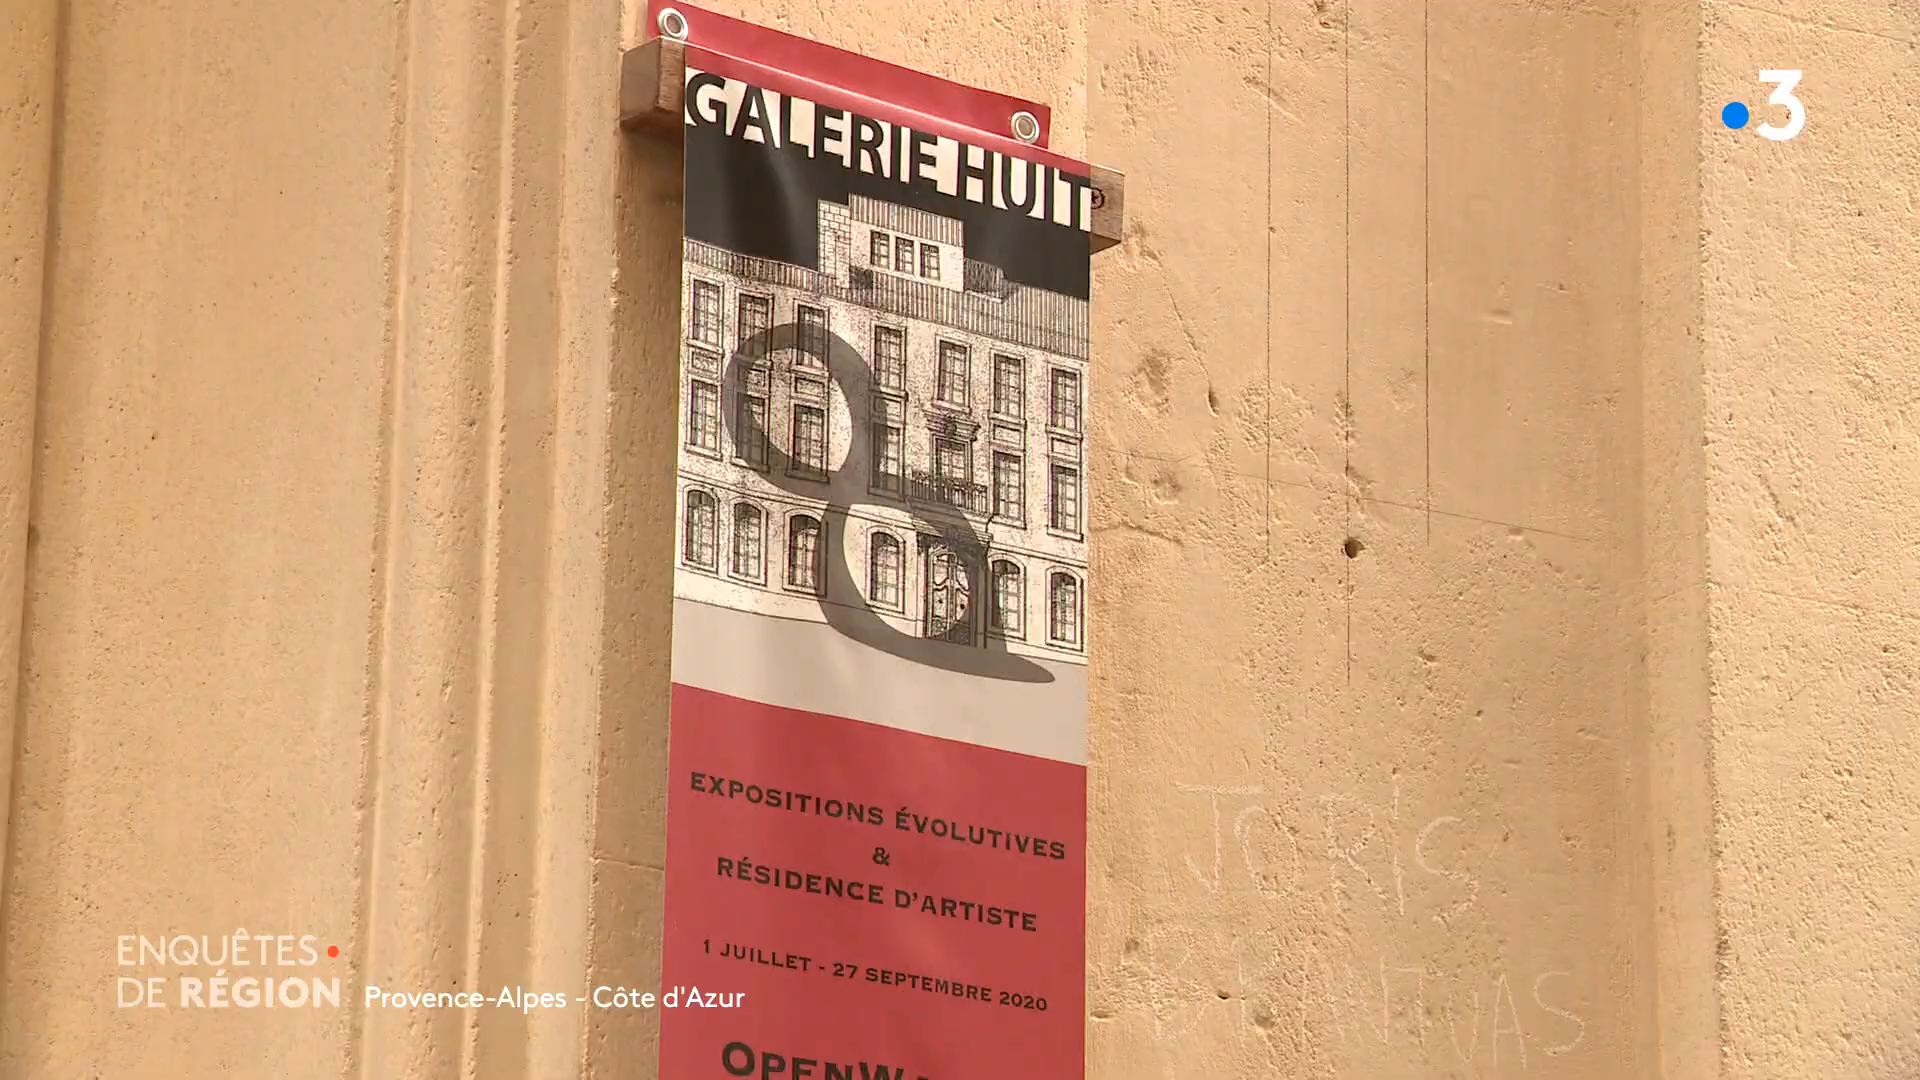 3
GALERIE HUIT
EXPOSITIONS ÉVOLUTIVES
&
RÉSIDENCE D'ARTISTE
1 JUILLET - 27 SEPTEMBRE 2020
JORIS
ENQUÊTES
DE RÉGION Provence-Alpes - Côte d'Azur